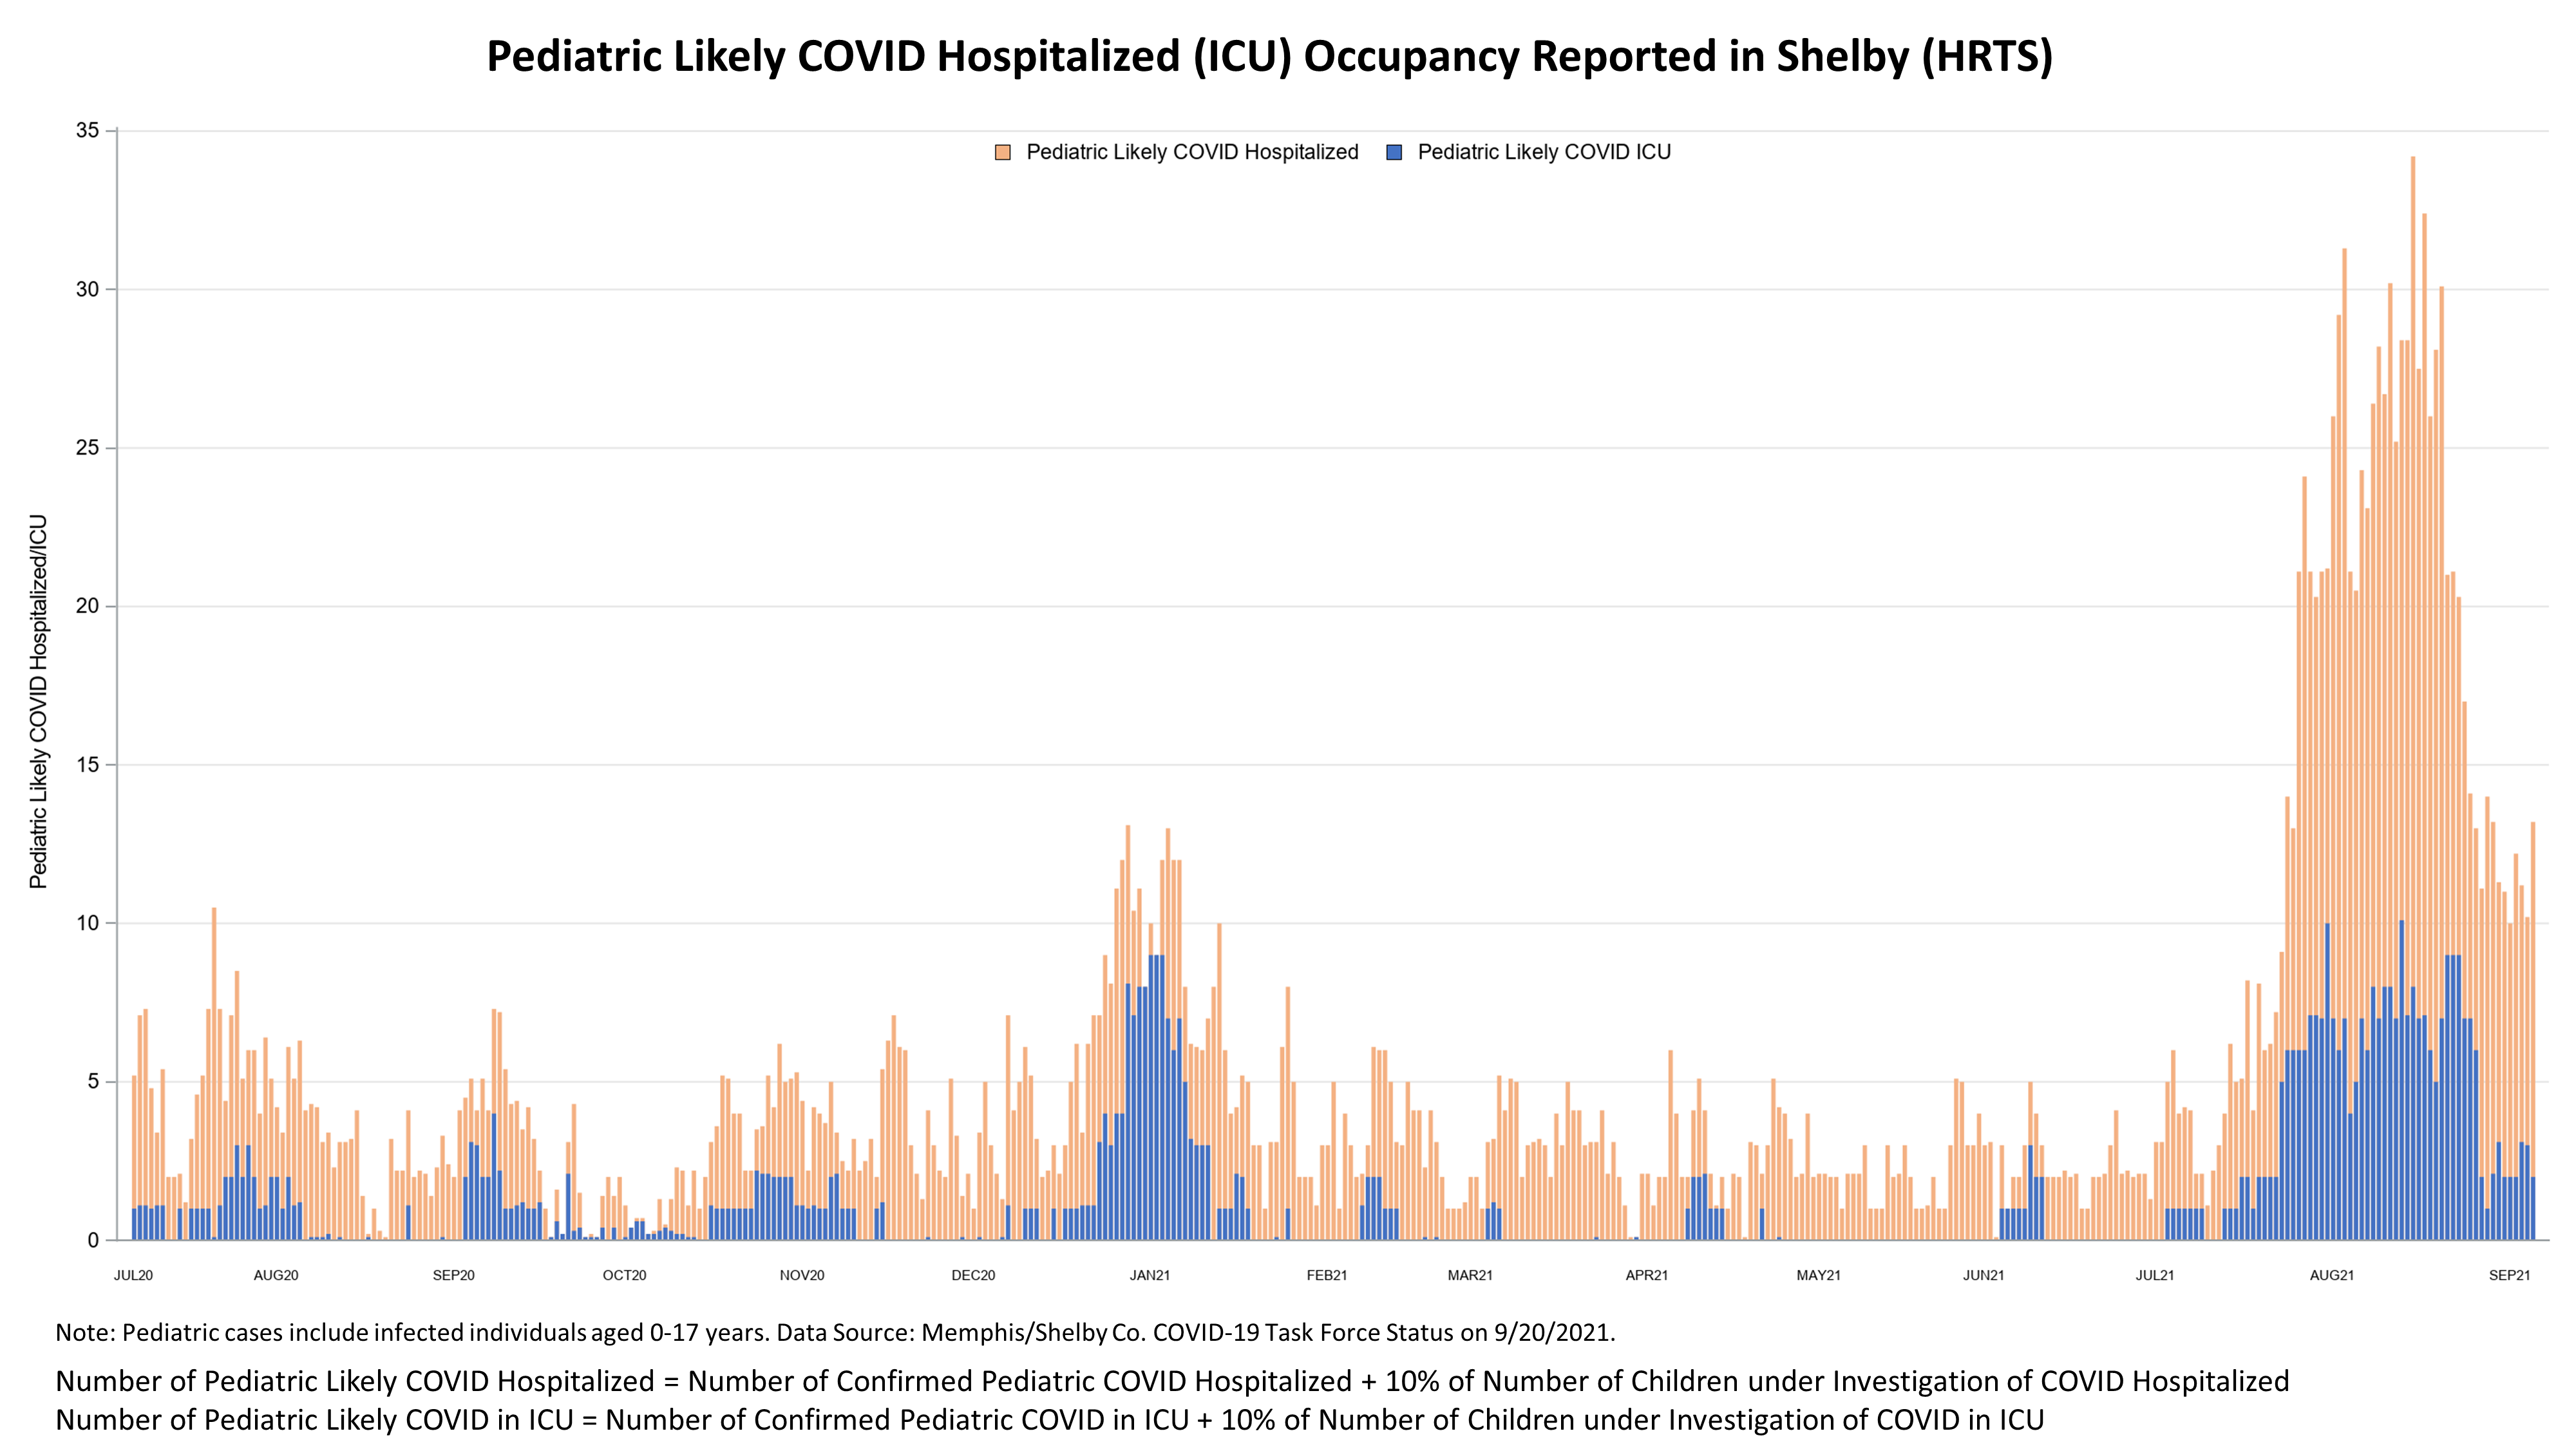 Pediatric Likely COVID Hospitalized (ICU) Occupancy Reported in Shelby (HRTS)
Pediatric Likely COVID Hospitalized Pediatric Likely COVID ICU
Pediatric Likely COVID Hospitalized/ICU
35
30
25
20
15
10
5
0
JUL20 AUG20 SEP20 OCT20 NOV20 DEC20 JAN21 FEB21 MAR21 APR21 MAY21 JUN21 JUL21 AUG21 SEP21
Note: Pediatric cases include infected individuals aged 0-17 years. Data Source: Memphis/Shelby Co. COVID-19 Task Force Status on 9/20/2021.
Number of Pediatric Likely COVID Hospitalized = Number of Confirmed Pediatric COVID Hospitalized + 10% of Number of Children under Investigation of COVID Hospitalized
Number of Pediatric Likely COVID in ICU = Number of Confirmed Pediatric COVID in ICU + 10% of Number of Children under Investigation of COVID in ICU